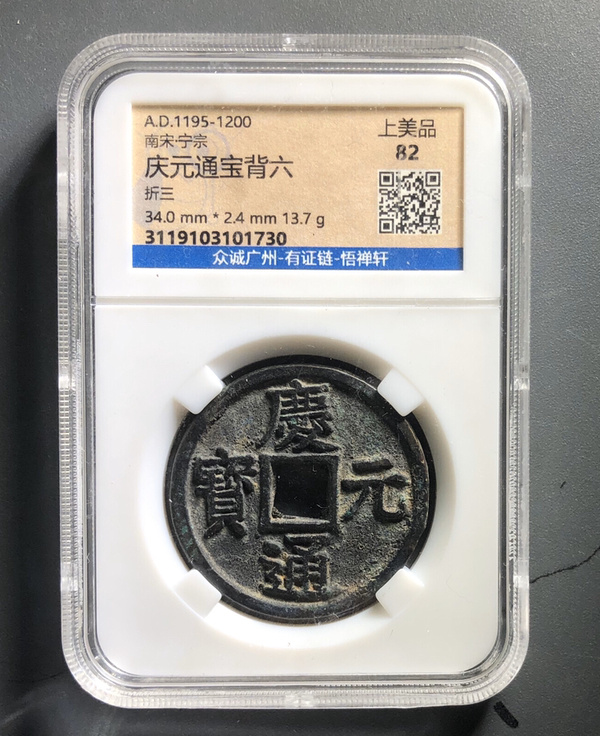 A.D.1195-1200
南宋·宁宗
庆元通宝背六
折三
34.0 mm * 2.4 mm 13.7 g
3119103101730
上美品
82
众诚广州-有证链-悟禅轩
慶元通寶